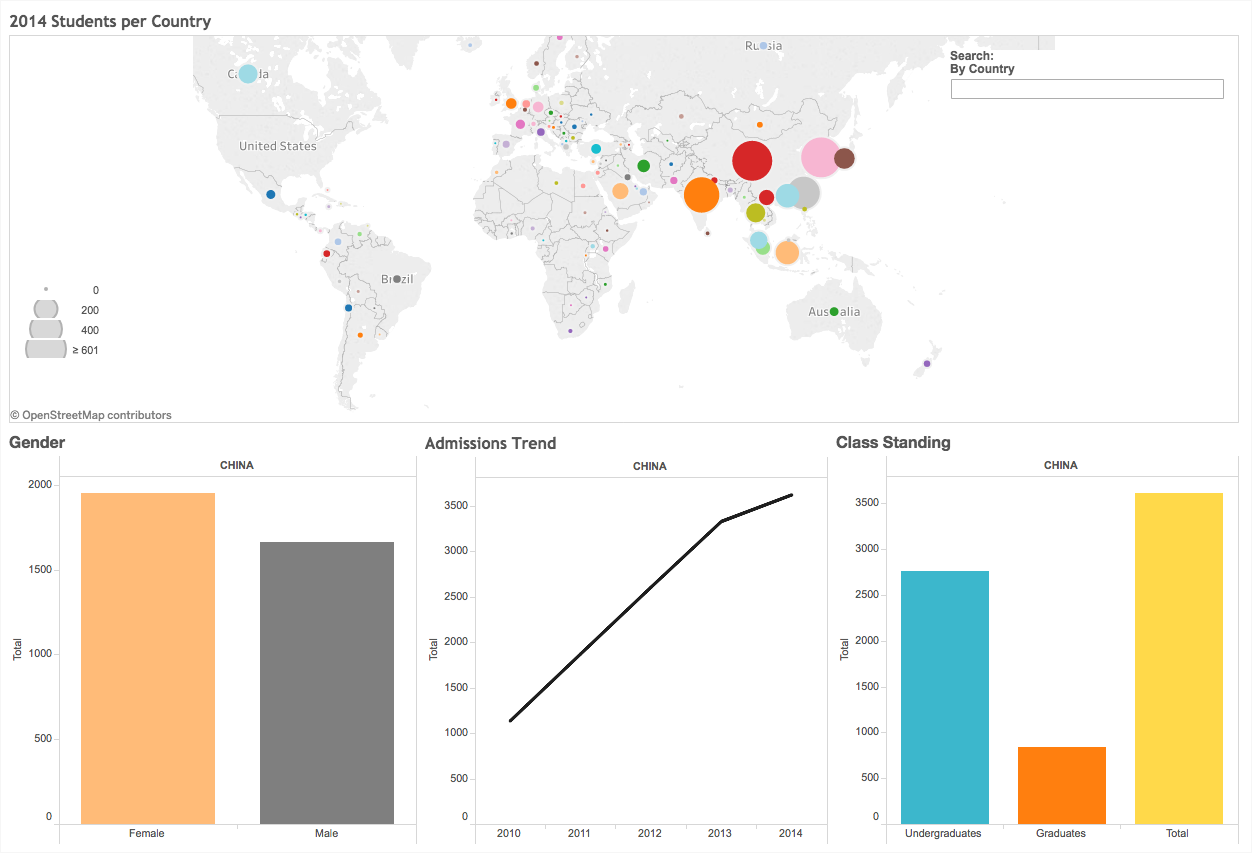 2014 Students per Country
Russia
Search:
By Country
Canada
United States
Brazil
Australia
0
200
400
≥ 601
© OpenStreetMap contributors
Gender
CHINA
2000
1500
1000
500
0
Total
Female
Male
Admissions Trend
CHINA
3500
3000
2500
2000
1500
1000
500
0
Total
2010
2011
2012
2013
2014
Class Standing
CHINA
3500
3000
2500
2000
1500
1000
500
0
Total
Undergraduates
Graduates
Total